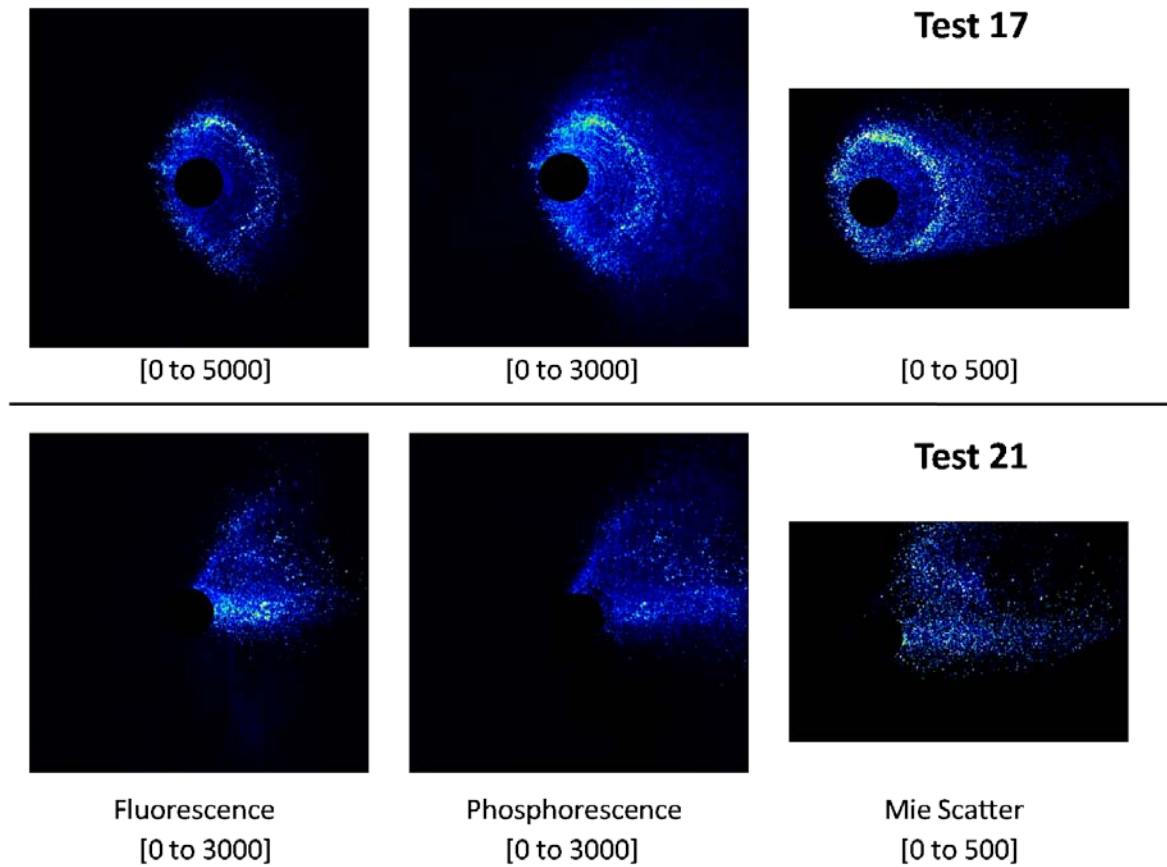 Test 17
[0 to 5000]
[0 to 3000]
[0 to 500]
Test 21
Fluorescence
Phosphorescence
Mie Scatter
[0 to 3000]
[0 to 3000]
[0 to 500]